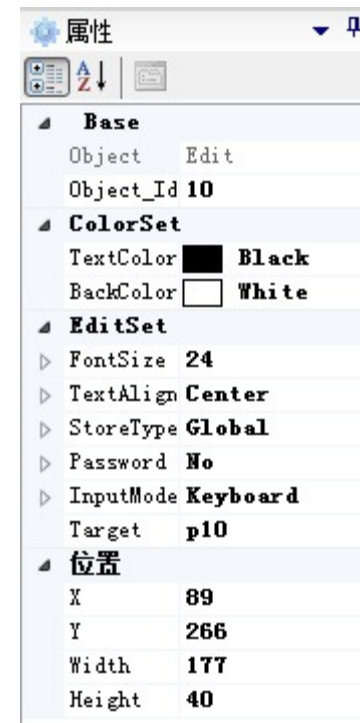 属性
A
Z
Base
Object Edit
Object_Id 10
ColorSet
TextColor Black
BackColor White
EditSet
FontSize 24
TextAlign Center
StoreType Global
Password No
InputMode Keyboard
Target p10
位置
X 89
Y 266
Width 177
Height 40